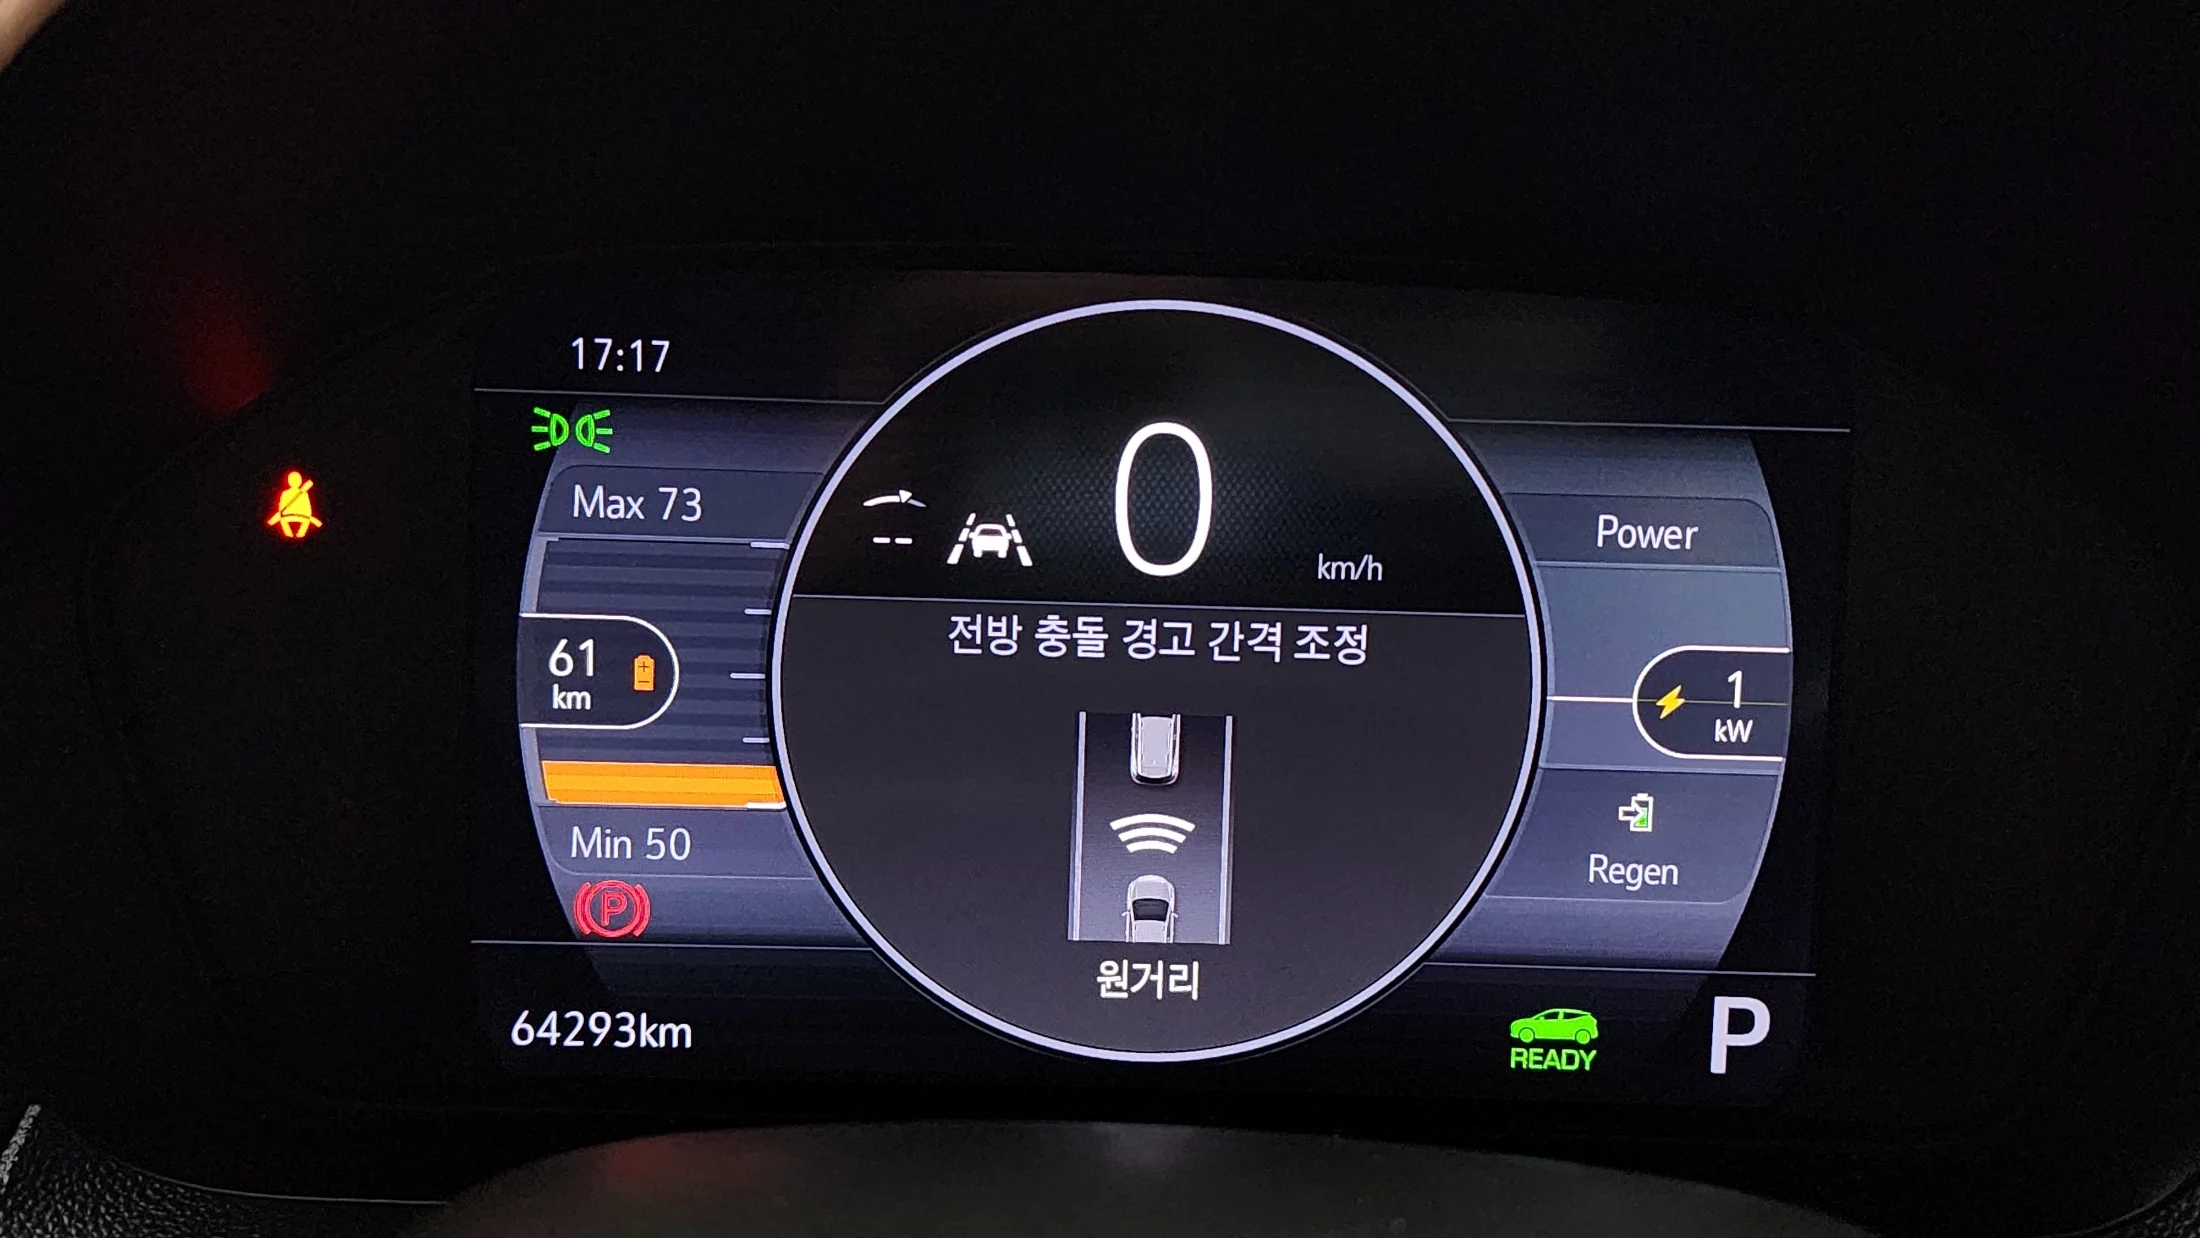 17:17
Max 73
0
km/h
Power
--
전방 충돌 경고 간격 조정
61
km
1
kW
Min 50
Regen
P
원거리
64293km
READY
P